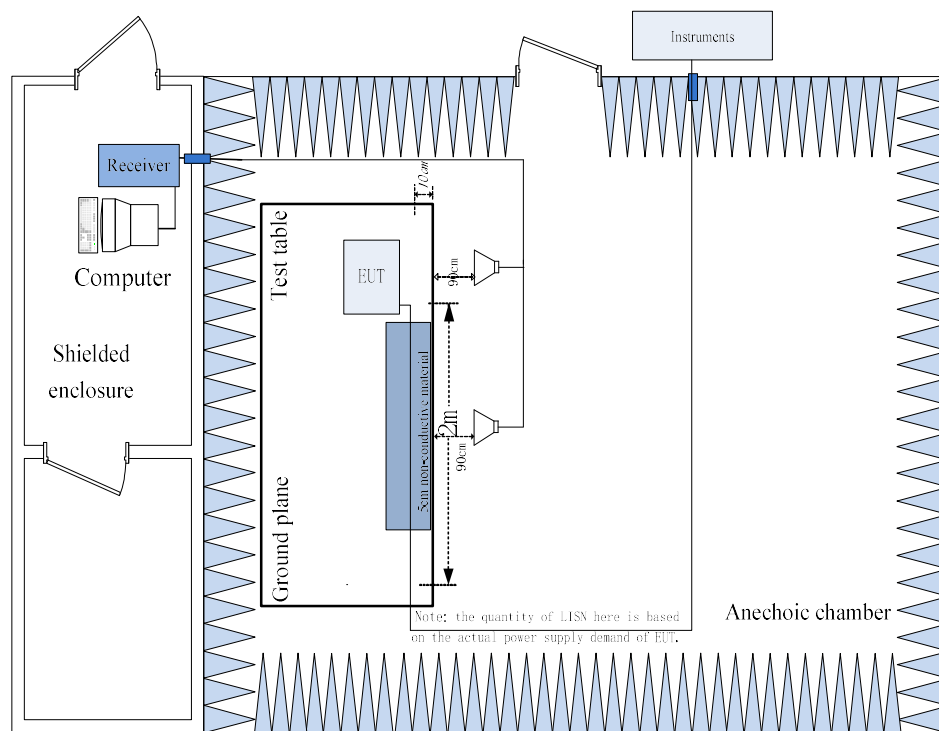 Instruments
Receiver
Computer
Shielded
enclosure
10cm
Test table
EUT
90cm
5cm non-conductive material
2m
90cm
Ground plane
Note: the quantity of LISN here is based
on the actual power supply demand of EUT.
Anechoic chamber